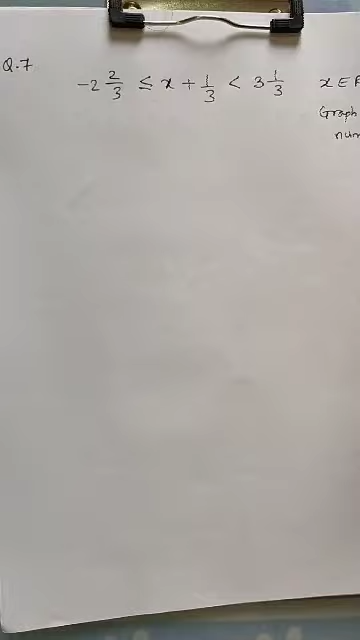 Q.7
-2 2/3 ≤ x + 1/3 < 3 1/3 x ∈
Graph